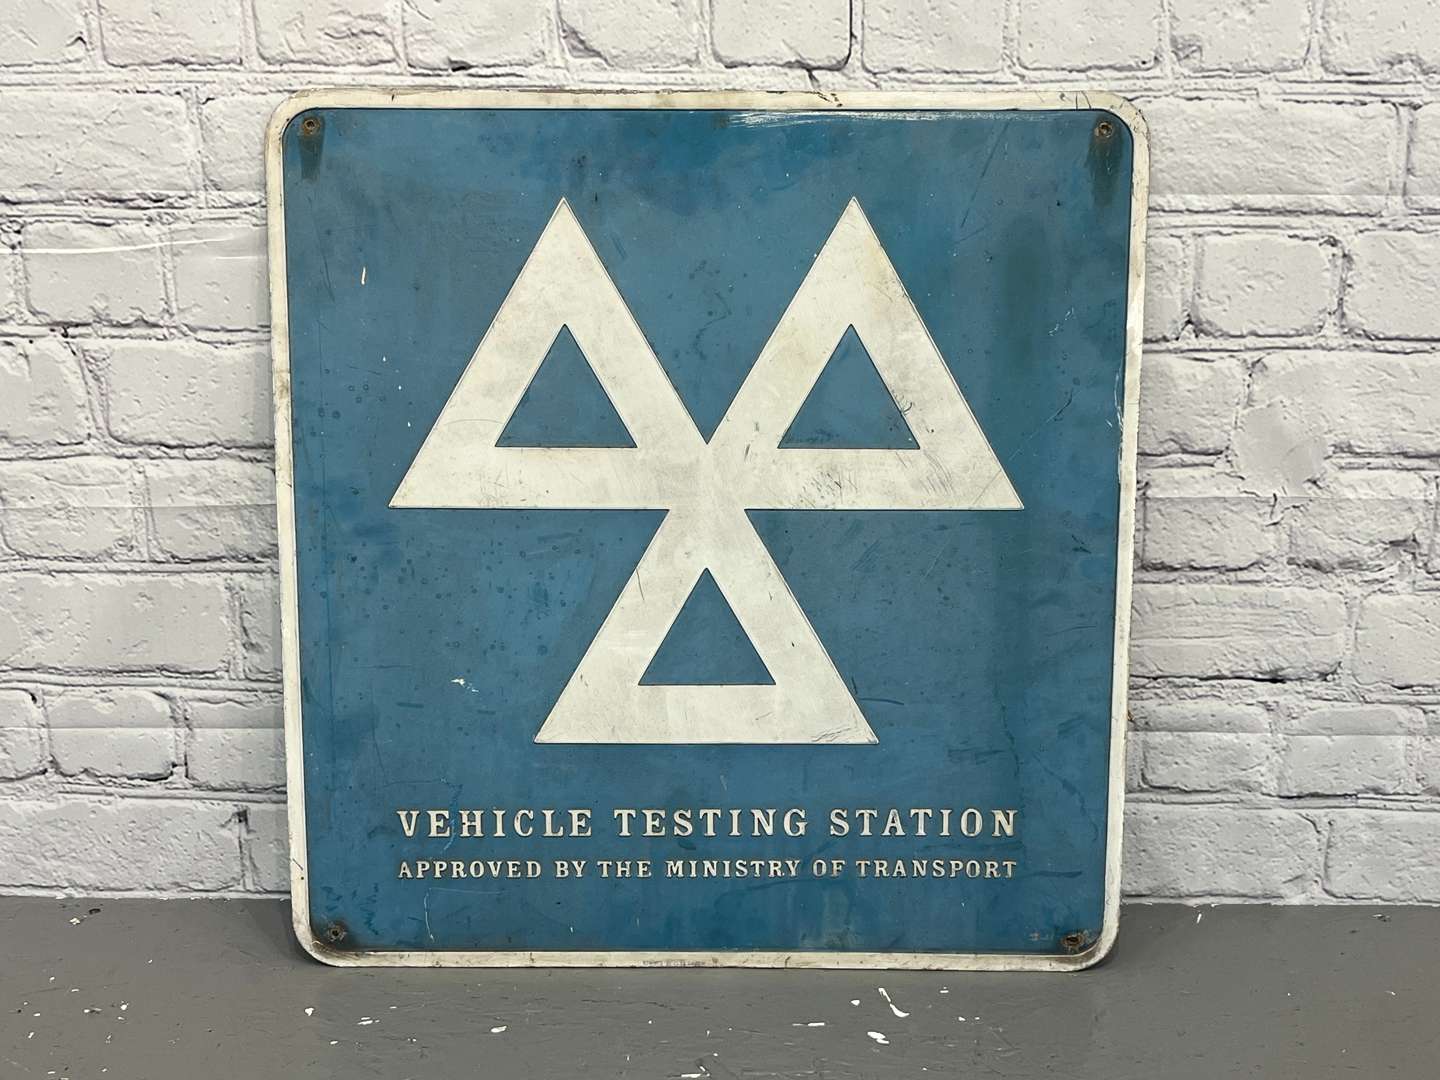 VEHICLE TESTING STATION
APPROVED BY THE MINISTRY OF TRANSPORT